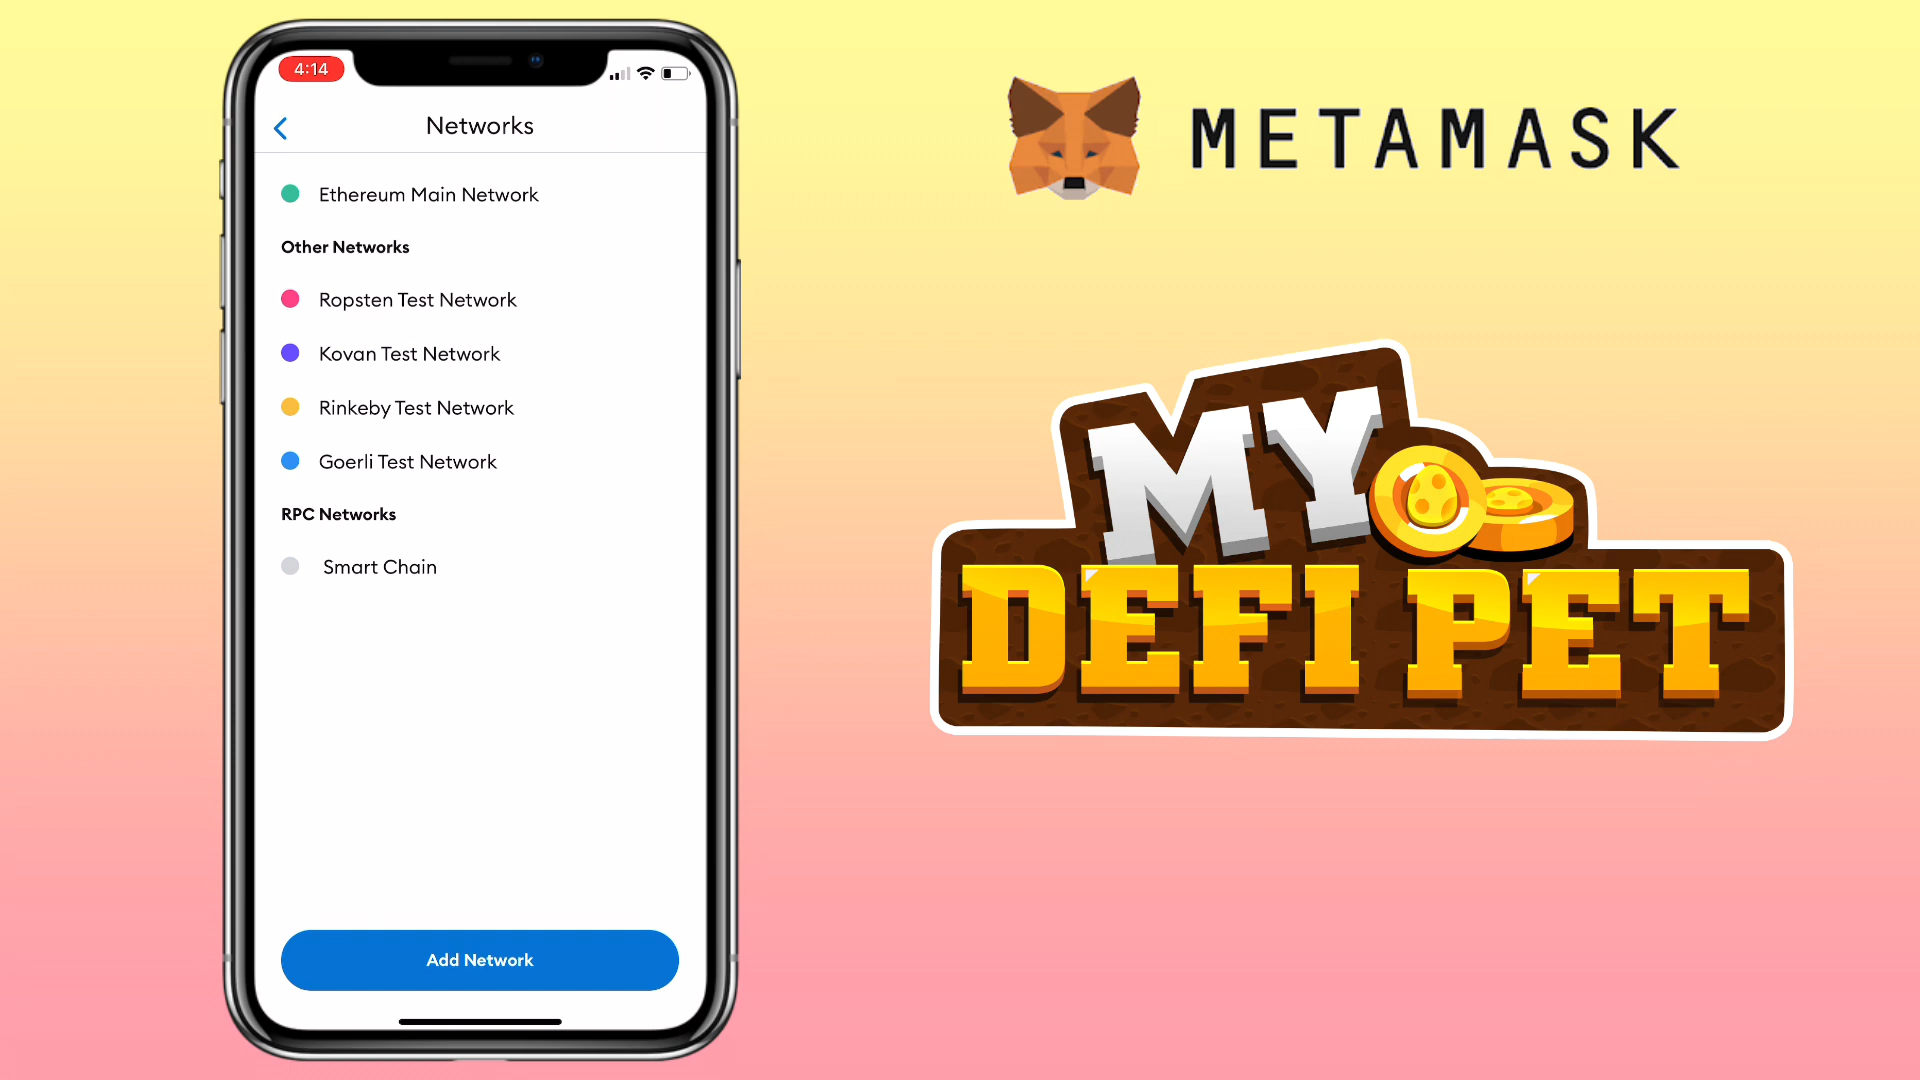 4:14
Networks
Ethereum Main Network
Other Networks
Ropsten Test Network
Kovan Test Network
Rinkeby Test Network
Goerli Test Network
RPC Networks
Smart Chain
Add Network
METAMASK
MY
DEFI PET